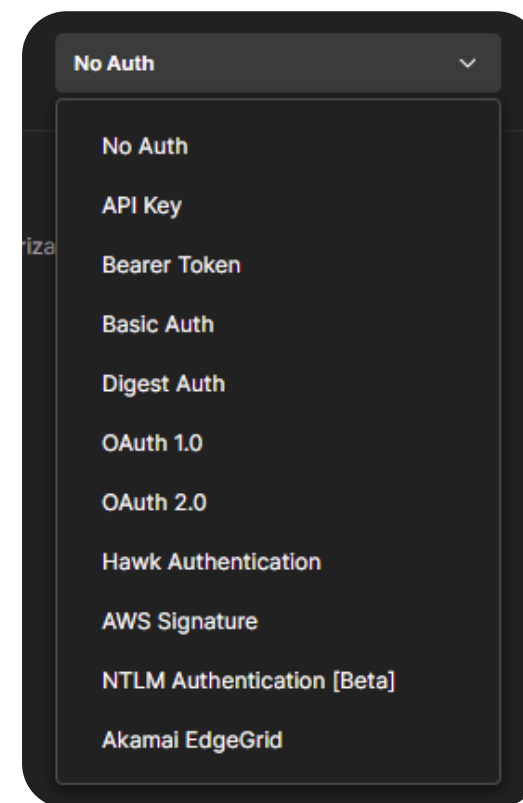 No Auth
No Auth
API Key
riza
Bearer Token
Basic Auth
Digest Auth
OAuth 1.0
OAuth 2.0
Hawk Authentication
AWS Signature
NTLM Authentication [Beta]
Akamai EdgeGrid